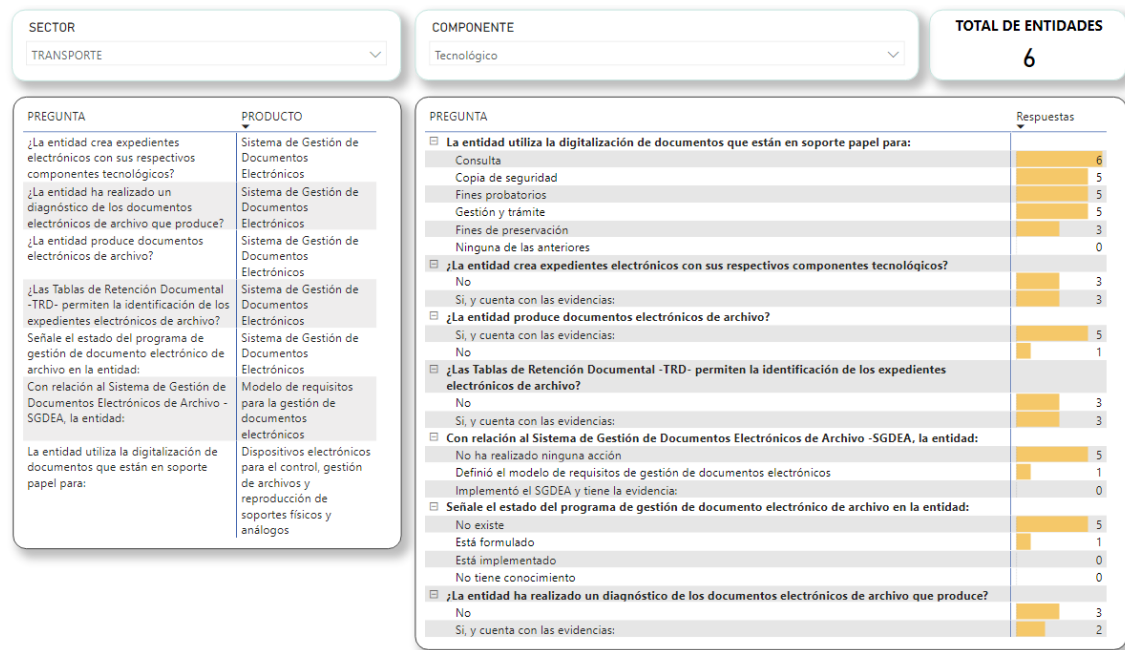 SECTOR
TRANSPORTE
COMPONENTE
Tecnológico
TOTAL DE ENTIDADES
6
PREGUNTA PRODUCTO
¿La entidad crea expedientes
electrónicos con sus respectivos
componentes tecnológicos?
Sistema de Gestión de
Documentos
Electrónicos
¿La entidad ha realizado un
diagnóstico de los documentos
electrónicos de archivo que produce?
Sistema de Gestión de
Documentos
Electrónicos
¿La entidad produce documentos
electrónicos de archivo?
Sistema de Gestión de
Documentos
Electrónicos
¿Las Tablas de Retención Documental
-TRD- permiten la identificación de los
expedientes electrónicos de archivo?
Sistema de Gestión de
Documentos
Electrónicos
Señale el estado del programa de
gestión de documento electrónico de
archivo en la entidad:
Sistema de Gestión de
Documentos
Electrónicos
Con relación al Sistema de Gestión de
Documentos Electrónicos de Archivo -
SGDEA, la entidad:
Modelo de requisitos
para la gestión de
documentos
electrónicos
La entidad utiliza la digitalización de
documentos que están en soporte
papel para:
Dispositivos electrónicos
para el control, gestión
de archivos y
reproducción de
soportes físicos y
análogos
PREGUNTA Respuestas
La entidad utiliza la digitalización de documentos que están en soporte papel para:
Consulta 6
Copia de seguridad 5
Fines probatorios 5
Gestión y trámite 5
Fines de preservación 3
Ninguna de las anteriores 0
¿La entidad crea expedientes electrónicos con sus respectivos componentes tecnológicos?
No 3
Si, y cuenta con las evidencias: 3
¿La entidad produce documentos electrónicos de archivo?
Si, y cuenta con las evidencias: 5
No 1
¿Las Tablas de Retención Documental -TRD- permiten la identificación de los expedientes
electrónicos de archivo?
No 3
Si, y cuenta con las evidencias: 3
Con relación al Sistema de Gestión de Documentos Electrónicos de Archivo -SGDEA, la entidad:
No ha realizado ninguna acción 5
Definió el modelo de requisitos de gestión de documentos electrónicos 1
Implementó el SGDEA y tiene la evidencia: 0
Señale el estado del programa de gestión de documento electrónico de archivo en la entidad:
No existe 5
Está formulado 1
Está implementado 0
No tiene conocimiento 0
¿La entidad ha realizado un diagnóstico de los documentos electrónicos de archivo que produce?
No 3
Si, y cuenta con las evidencias: 2